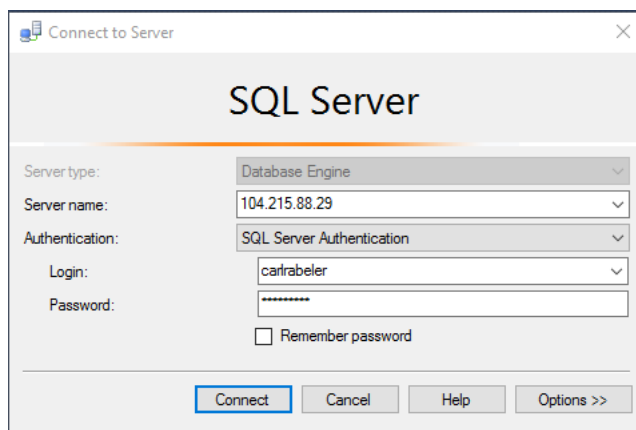 Connect to Server
SQL Server
Server type: Database Engine
Server name: 104.215.88.29
Authentication: SQL Server Authentication
Login: carlrabeler
Password: *********
Remember password
Connect Cancel Help Options >>